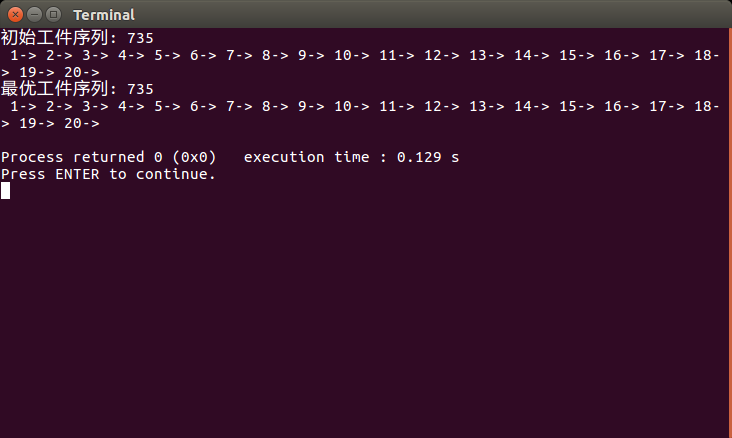 Terminal
初始工件序列: 735
1-> 2-> 3-> 4-> 5-> 6-> 7-> 8-> 9-> 10-> 11-> 12-> 13-> 14-> 15-> 16-> 17-> 18-
> 19-> 20->
最优工件序列: 735
1-> 2-> 3-> 4-> 5-> 6-> 7-> 8-> 9-> 10-> 11-> 12-> 13-> 14-> 15-> 16-> 17-> 18-
> 19-> 20->
Process returned 0 (0x0)   execution time : 0.129 s
Press ENTER to continue.